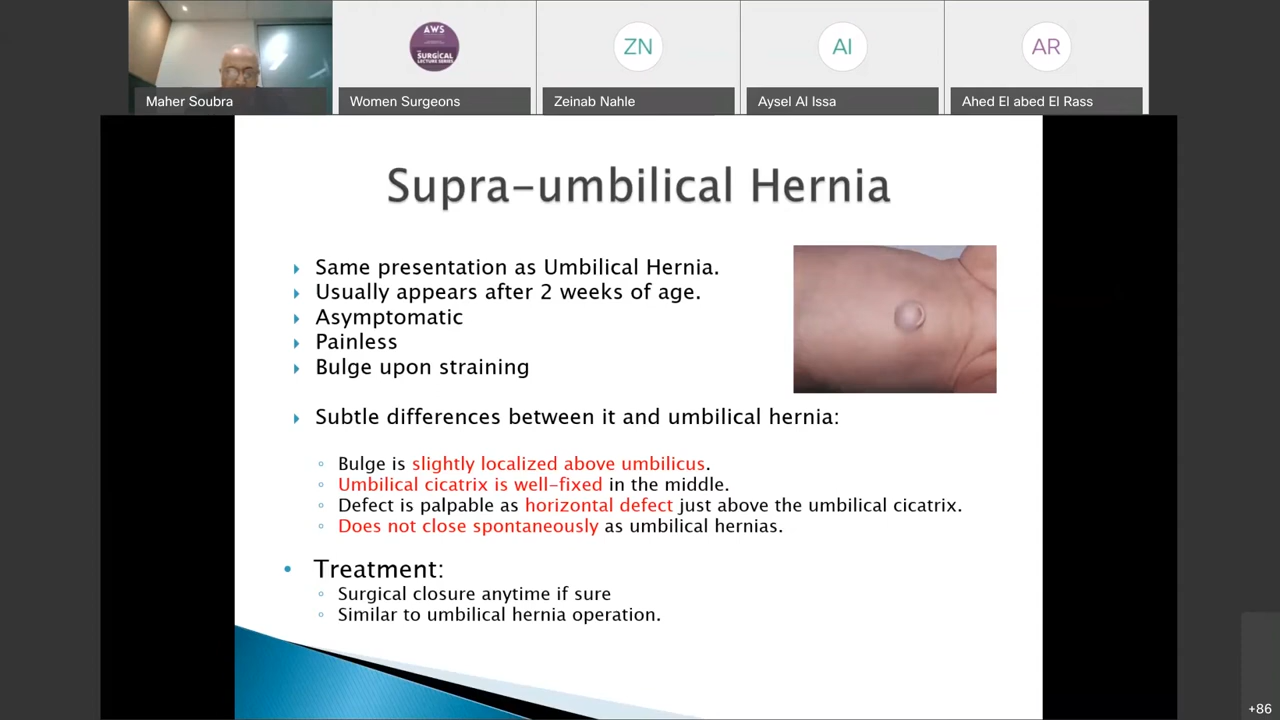 AWS
SURGICAL
LECTURE SERIES
ZN
AI
AR
Maher Soubra
Women Surgeons
Zeinab Nahle
Aysel Al Issa
Ahed El abed El Rass
Supra-umbilical Hernia
Same presentation as Umbilical Hernia.
Usually appears after 2 weeks of age.
Asymptomatic
Painless
Bulge upon straining
Subtle differences between it and umbilical hernia:
Bulge is slightly localized above umbilicus.
Umbilical cicatrix is well-fixed in the middle.
Defect is palpable as horizontal defect just above the umbilical cicatrix.
Does not close spontaneously as umbilical hernias.
Treatment:
Surgical closure anytime if sure
Similar to umbilical hernia operation.
+86